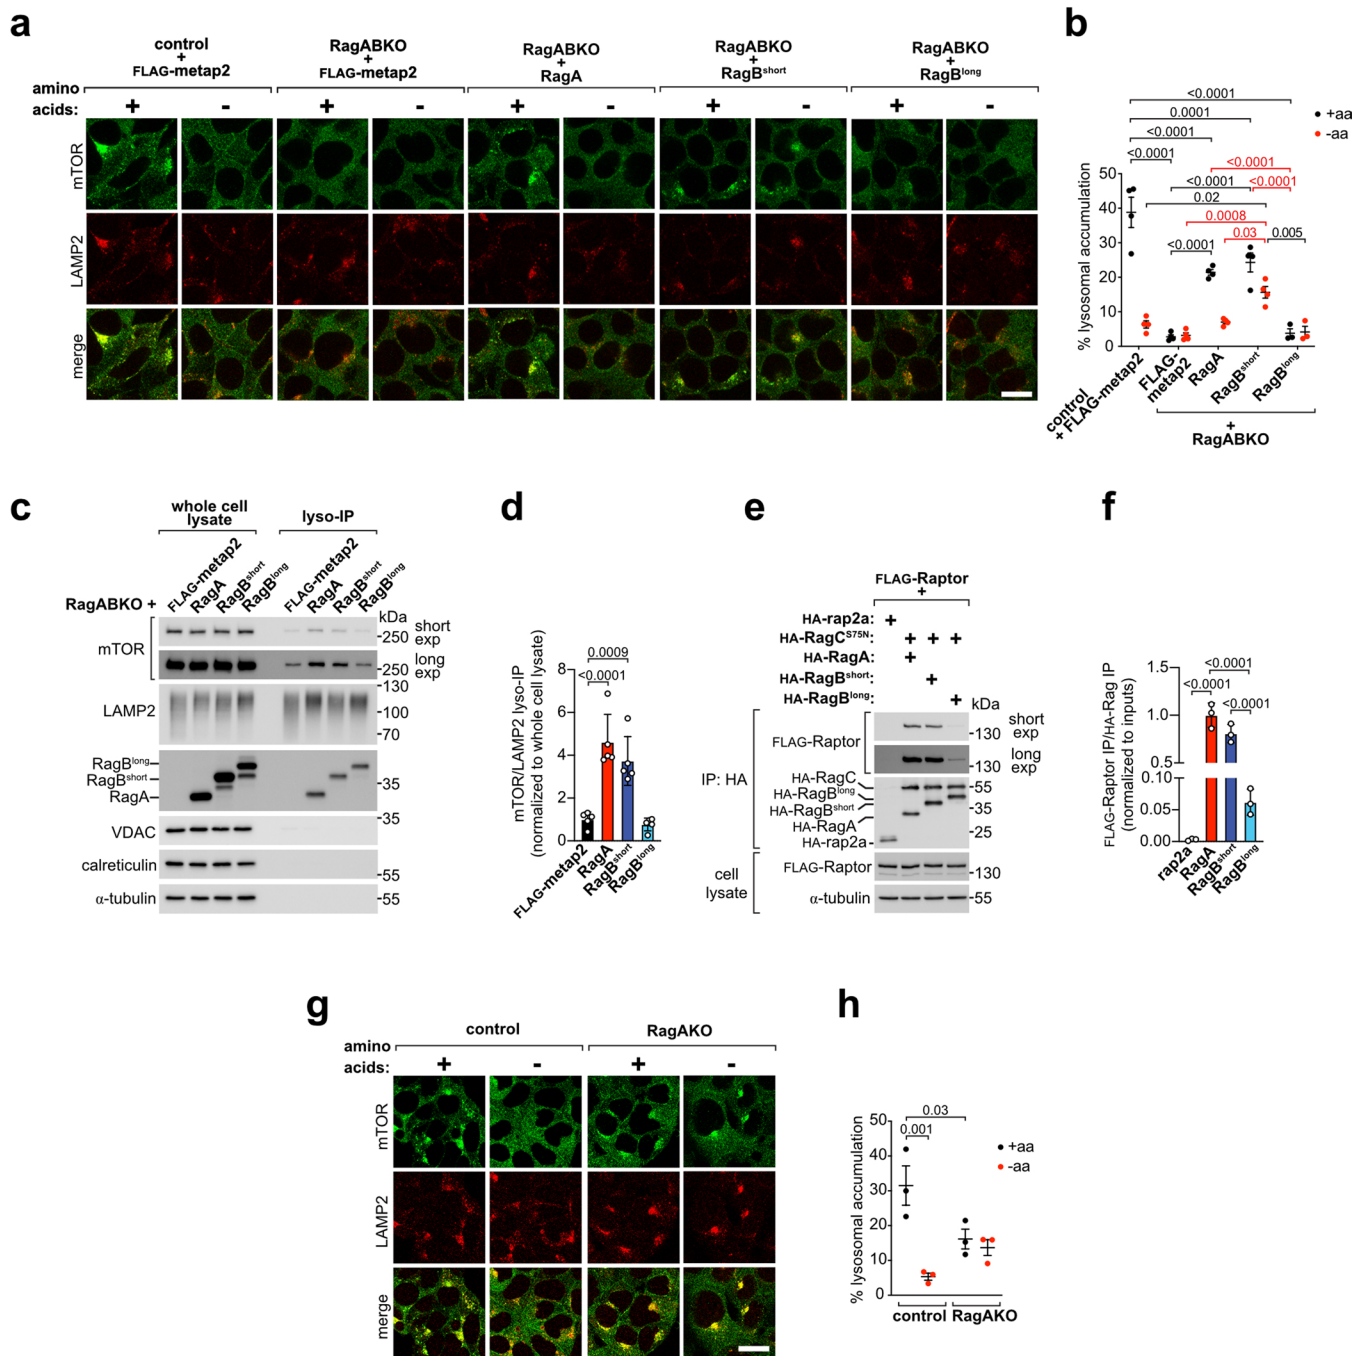 a
control
+
FLAG-metap2
RagABKO
+
FLAG-metap2
RagABKO
+
RagA
RagABKO
+
RagBshort
RagABKO
+
RagBlong
amino
acids:
+ - + - + - + - + -
mTOR
LAMP2
merge
b
<0.0001
0.0001
<0.0001
<0.0001
<0.0001
<0.0001
<0.0001
0.02
0.0008
<0.0001
0.03
0.005
+aa
-aa
% lysosomal accumulation
50
40
30
20
10
0
control
+ FLAG-metap2
FLAG-
metap2
RagA
RagBshort
RagBlong
+
RagABKO
c
whole cell
lysate
lyso-IP
RagABKO +
FLAG-metap2
RagA
RagBshort
RagBlong
FLAG-metap2
RagA
RagBshort
RagBlong
kDa
mTOR
250
short
exp
250
long
exp
LAMP2
130
100
70
RagBlong
RagBshort
RagA
35
VDAC
35
calreticulin
55
α-tubulin
55
d
mTOR/LAMP2 lyso-IP
(normalized to whole cell lysate)
0.0009
<0.0001
8
6
4
2
0
FLAG-metap2
RagA
RagBshort
RagBlong
e
FLAG-Raptor
+
HA-rap2a: +
HA-RagCS75N: + + +
HA-RagA: +
HA-RagBshort: +
HA-RagBlong: +
kDa
IP: HA
FLAG-Raptor
130
short
exp
130
long
exp
HA-RagC
HA-RagBlong
HA-RagBshort
HA-RagA
HA-rap2a
55
35
25
cell
lysate
FLAG-Raptor
130
α-tubulin
55
f
FLAG-Raptor IP/HA-Rag IP
(normalized to inputs)
<0.0001
<0.0001
<0.0001
1.5
1.0
0.5
0.10
0.05
0.00
rap2a
RagA
RagBshort
RagBlong
g
control
RagAKO
amino
acids:
+ - + -
mTOR
LAMP2
merge
h
0.03
0.001
+aa
-aa
% lysosomal accumulation
50
40
30
20
10
0
control
RagAKO